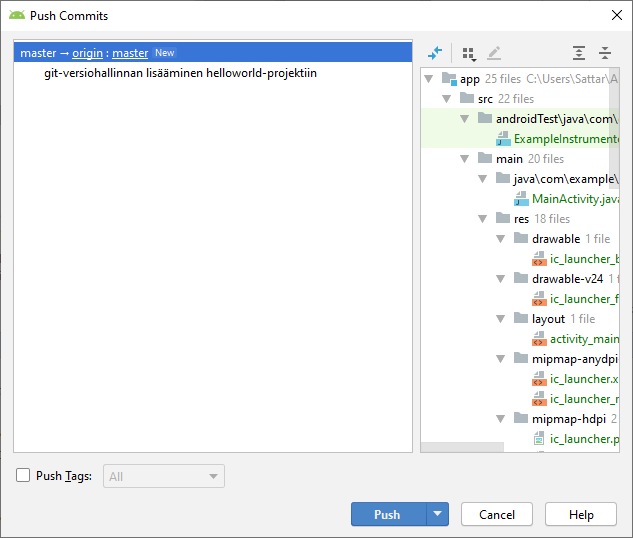 Push Commits
master → origin : master New
git-versiohallinnan lisääminen helloworld-projektiin
app 25 files C:\Users\Sattar\A
src 22 files
androidTest\java\com\
ExampleInstrumente
main 20 files
java\com\example\
MainActivity.java
res 18 files
drawable 1 file
ic_launcher_b
drawable-v24 1 file
ic_launcher_f
layout 1 file
activity_main
mipmap-anydpi
ic_launcher.x
ic_launcher_r
mipmap-hdpi 2
ic_launcher.p
Push Tags: All
Push Cancel Help